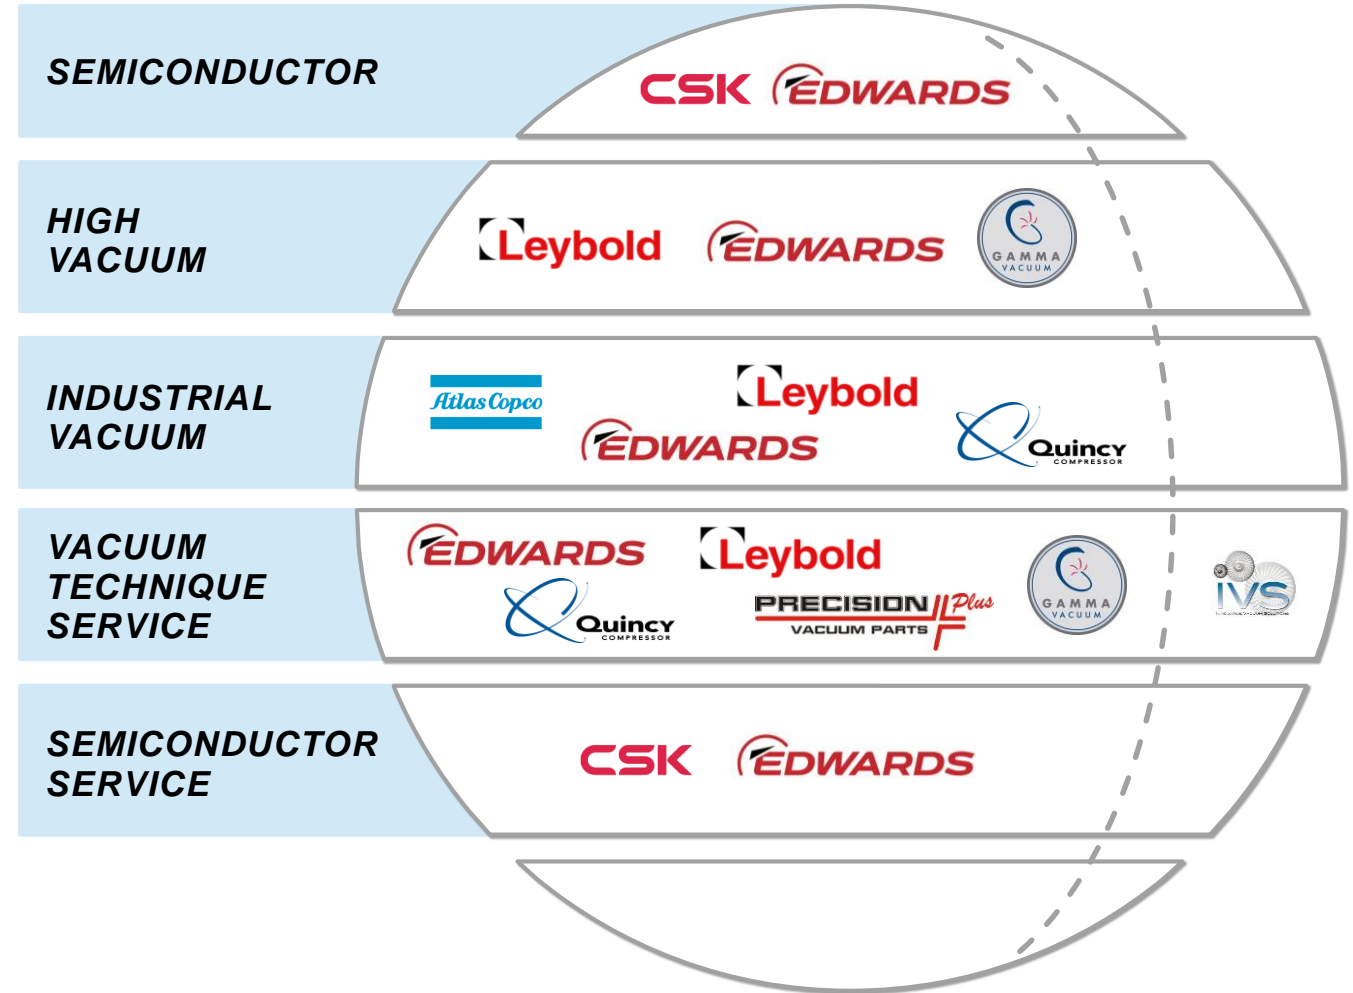 SEMICONDUCTOR
CSK EDWARDS
HIGH
VACUUM
Leybold EDWARDS
GAMMA
VACUUM
INDUSTRIAL
VACUUM
Atlas Copco
Leybold
EDWARDS
Quincy
COMPRESSOR
VACUUM
TECHNIQUE
SERVICE
EDWARDS
Leybold
Quincy
COMPRESSOR
PRECISION Plus
VACUUM PARTS
GAMMA
VACUUM
IVS
SEMICONDUCTOR
SERVICE
CSK EDWARDS